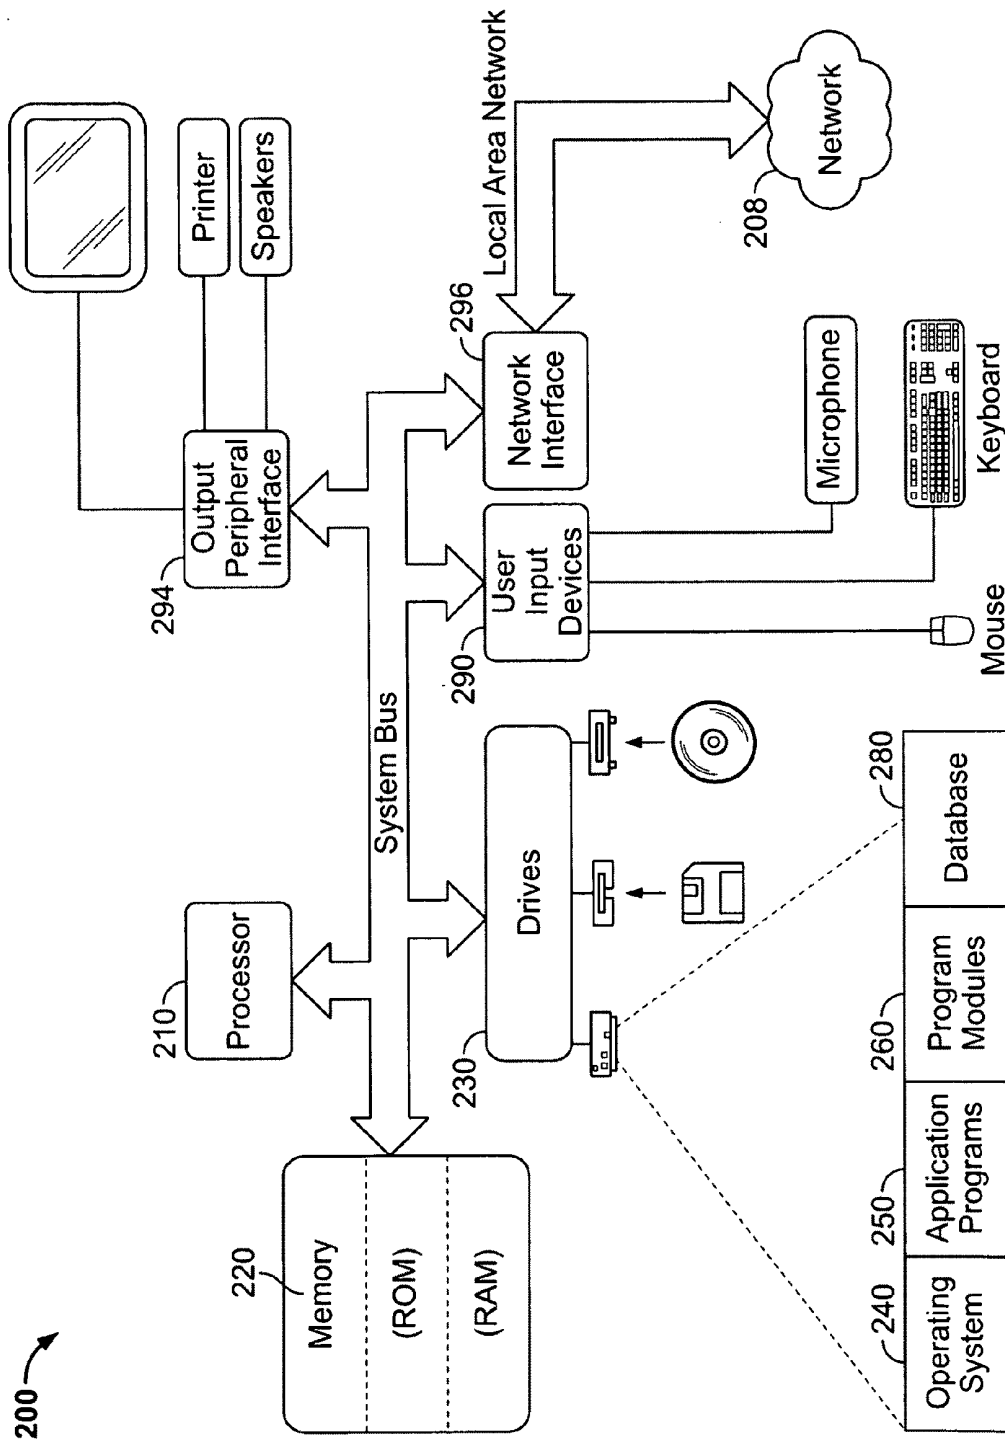 200
220
Memory
(ROM)
(RAM)
210
Processor
System Bus
294
Output
Peripheral
Interface
Printer
Speakers
230
Drives
290
User
Input
Devices
296
Network
Interface
Local Area Network
208
Network
Microphone
Mouse
Keyboard
240
Operating
System
250
Application
Programs
260
Program
Modules
280
Database